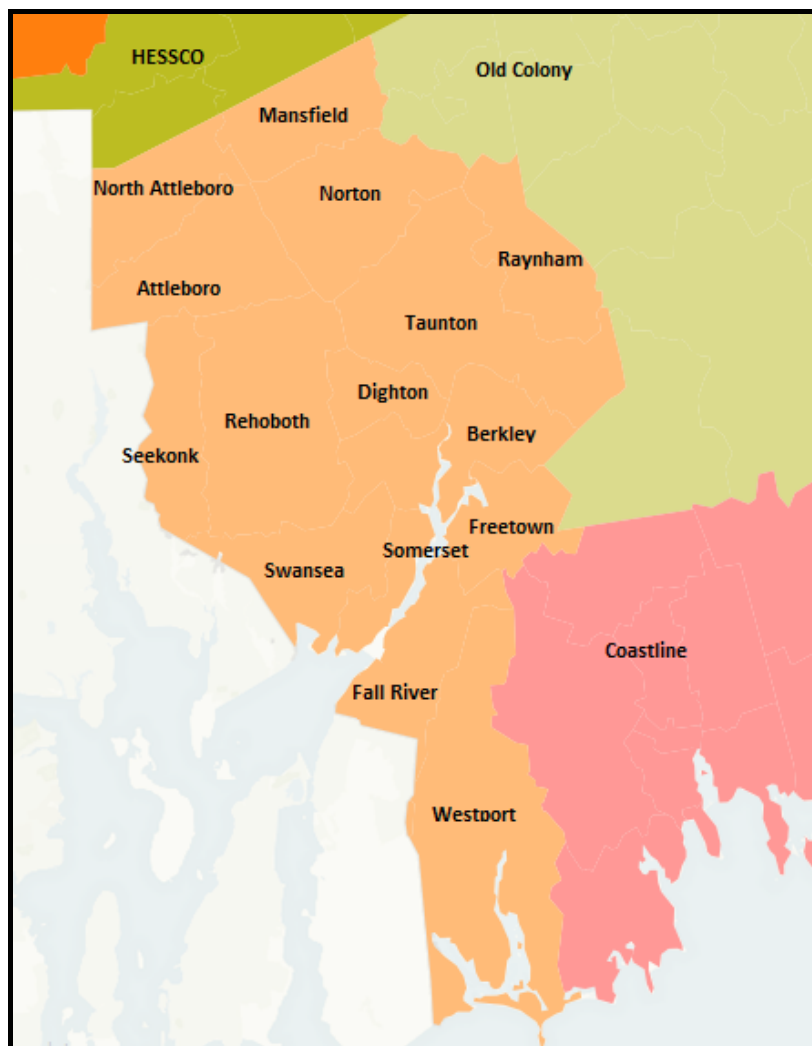 HESSCO
Old Colony
Mansfield
North Attleboro
Norton
Raynham
Attleboro
Taunton
Dighton
Rehoboth
Berkley
Seekonk
Freetown
Somerset
Swansea
Coastline
Fall River
Westport